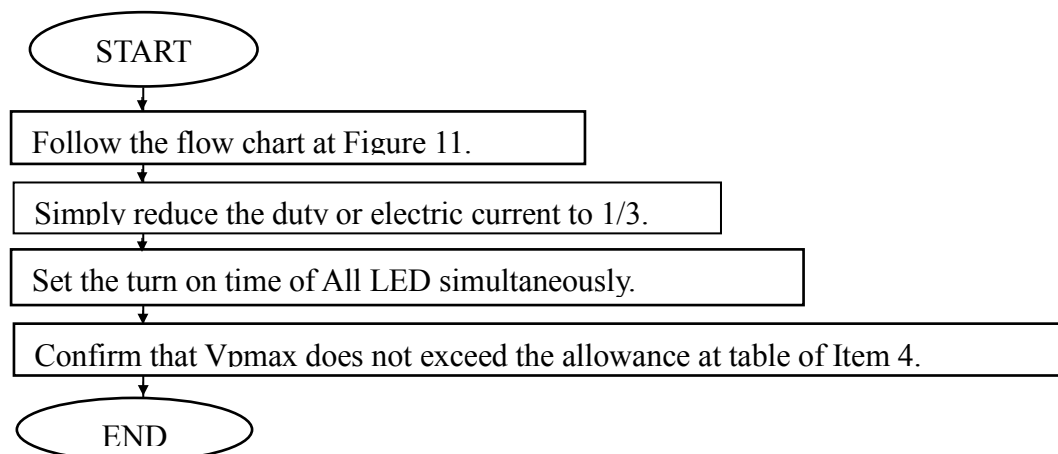 START
Follow the flow chart at Figure 11.
Simply reduce the duty or electric current to 1/3.
Set the turn on time of All LED simultaneously.
Confirm that Vpmax does not exceed the allowance at table of Item 4.
END